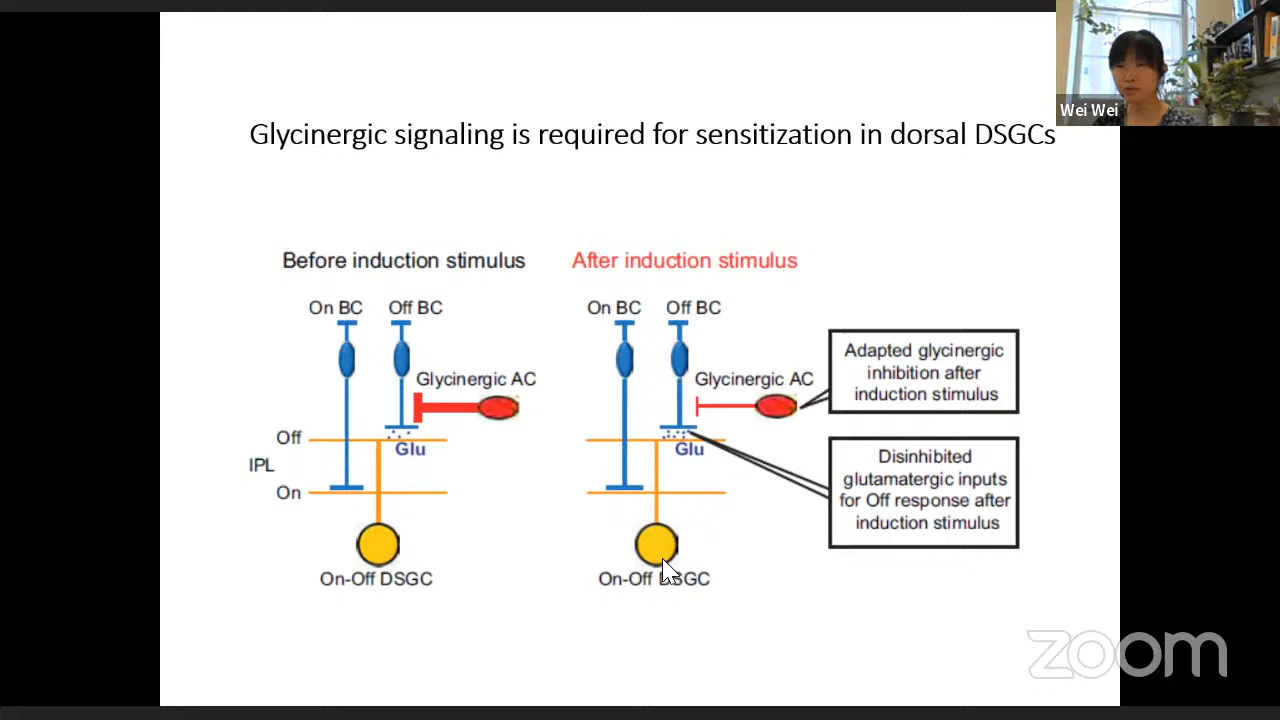 Wei Wei
Glycinergic signaling is required for sensitization in dorsal DSGCs
Before induction stimulus
After induction stimulus
On BC
Off BC
On BC
Off BC
Glycinergic AC
Glycinergic AC
Adapted glycinergic
inhibition after
induction stimulus
Off
Glu
Glu
IPL
On
Disinhibited
glutamatergic inputs
for Off response after
induction stimulus
On-Off DSGC
On-Off DSGC
zoom